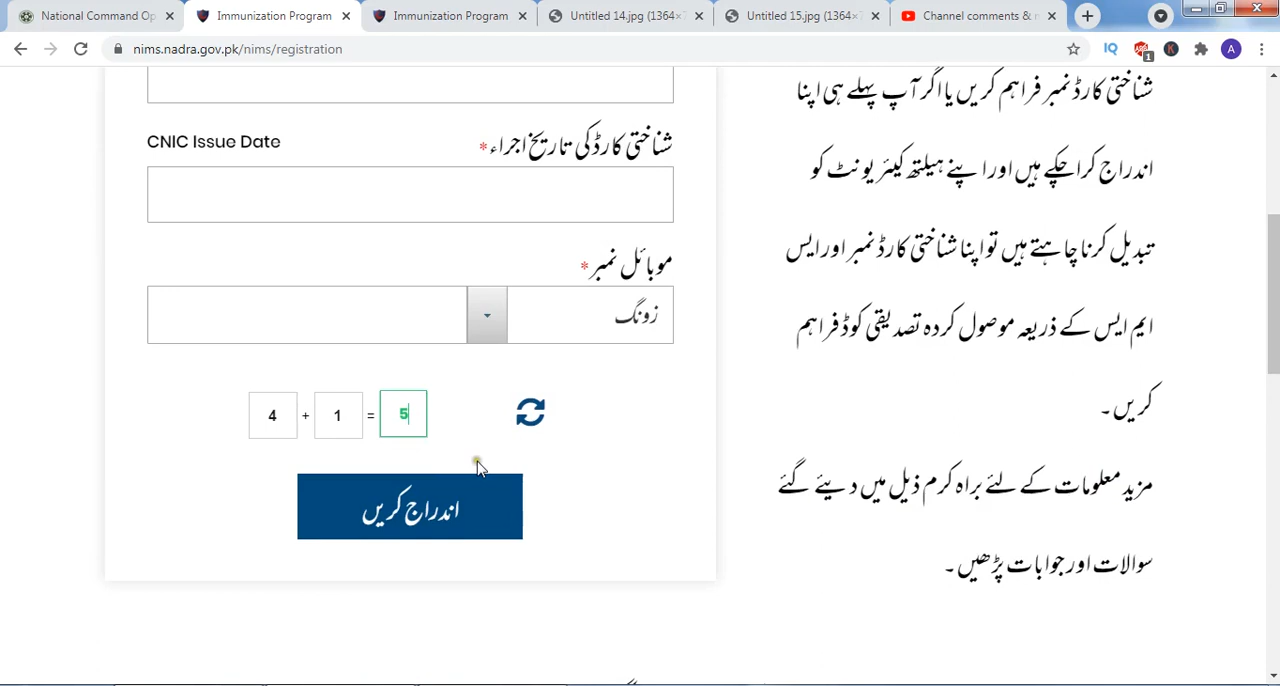 National Command Op
Immunization Program
Immunization Program
Untitled 14.jpg (1364×7
Untitled 15.jpg (1364×7
Channel comments & m
nims.nadra.gov.pk/nims/registration
IQ
1
K
A
CNIC Issue Date
شناختی کارڈ کی تاریخ اجراء *
موبائل نمبر *
زونگ
4 + 1 = 5
اندراج کریں
شناختی کارڈ نمبر فراہم کریں یا اگر آپ پہلے ہی اپنا
اندراج کرا چکے ہیں اور اپنے ہیلتھ کیئر یونٹ کو
تبدیل کرنا چاہتے ہیں تو اپنا شناختی کارڈ نمبر اور ایس
ایم ایس کے ذریعہ موصول کردہ تصدیقی کوڈ فراہم
کریں۔
مزید معلومات کے لئے براہ کرم ذیل میں دیئے گئے
سوالات اور جوابات پڑھیں۔